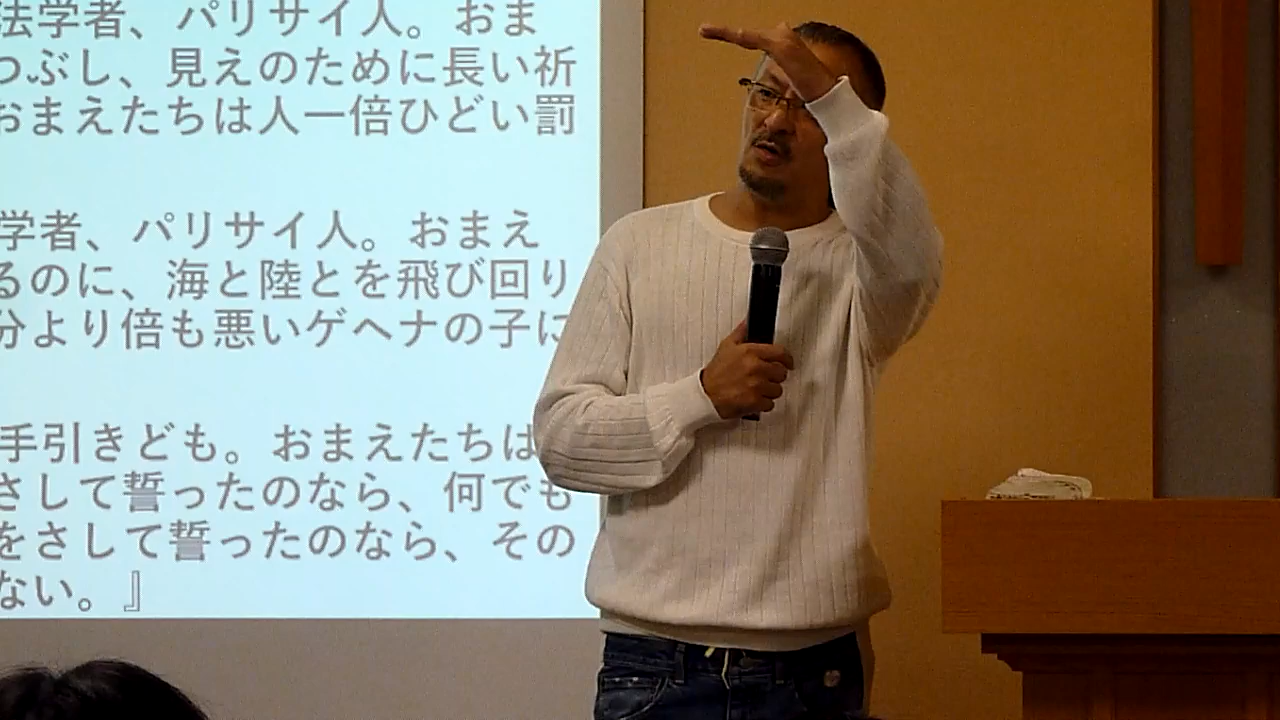 法学者、パリサイ人。おま
つぶし、見えのために長い祈
おまえたちは人一倍ひどい罰
学者、パリサイ人。おまえ
るのに、海と陸とを飛び回り
分より倍も悪いゲヘナの子に
手引きども。おまえたちは
さして誓ったのなら、何でも
をさして誓ったのなら、その
ない。』